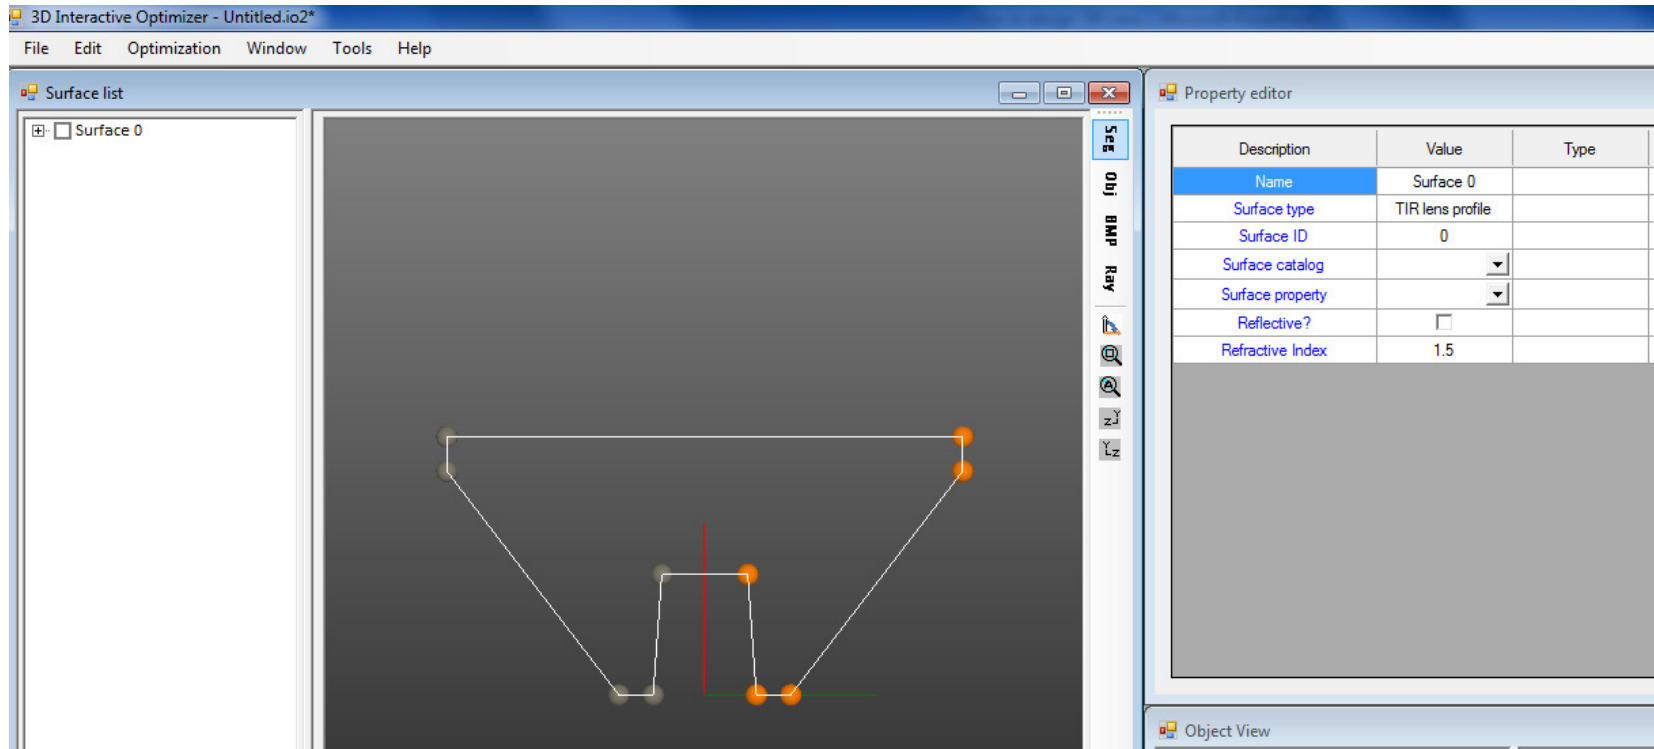 3D Interactive Optimizer - Untitled.io2*
File Edit Optimization Window Tools Help
Surface list
Surface 0
Seg
Obj
BMP
Ray
zY
Yz
Property editor
Description Value Type
Name Surface 0
Surface type TIR lens profile
Surface ID 0
Surface catalog
Surface property
Reflective?
Refractive Index 1.5
Object View